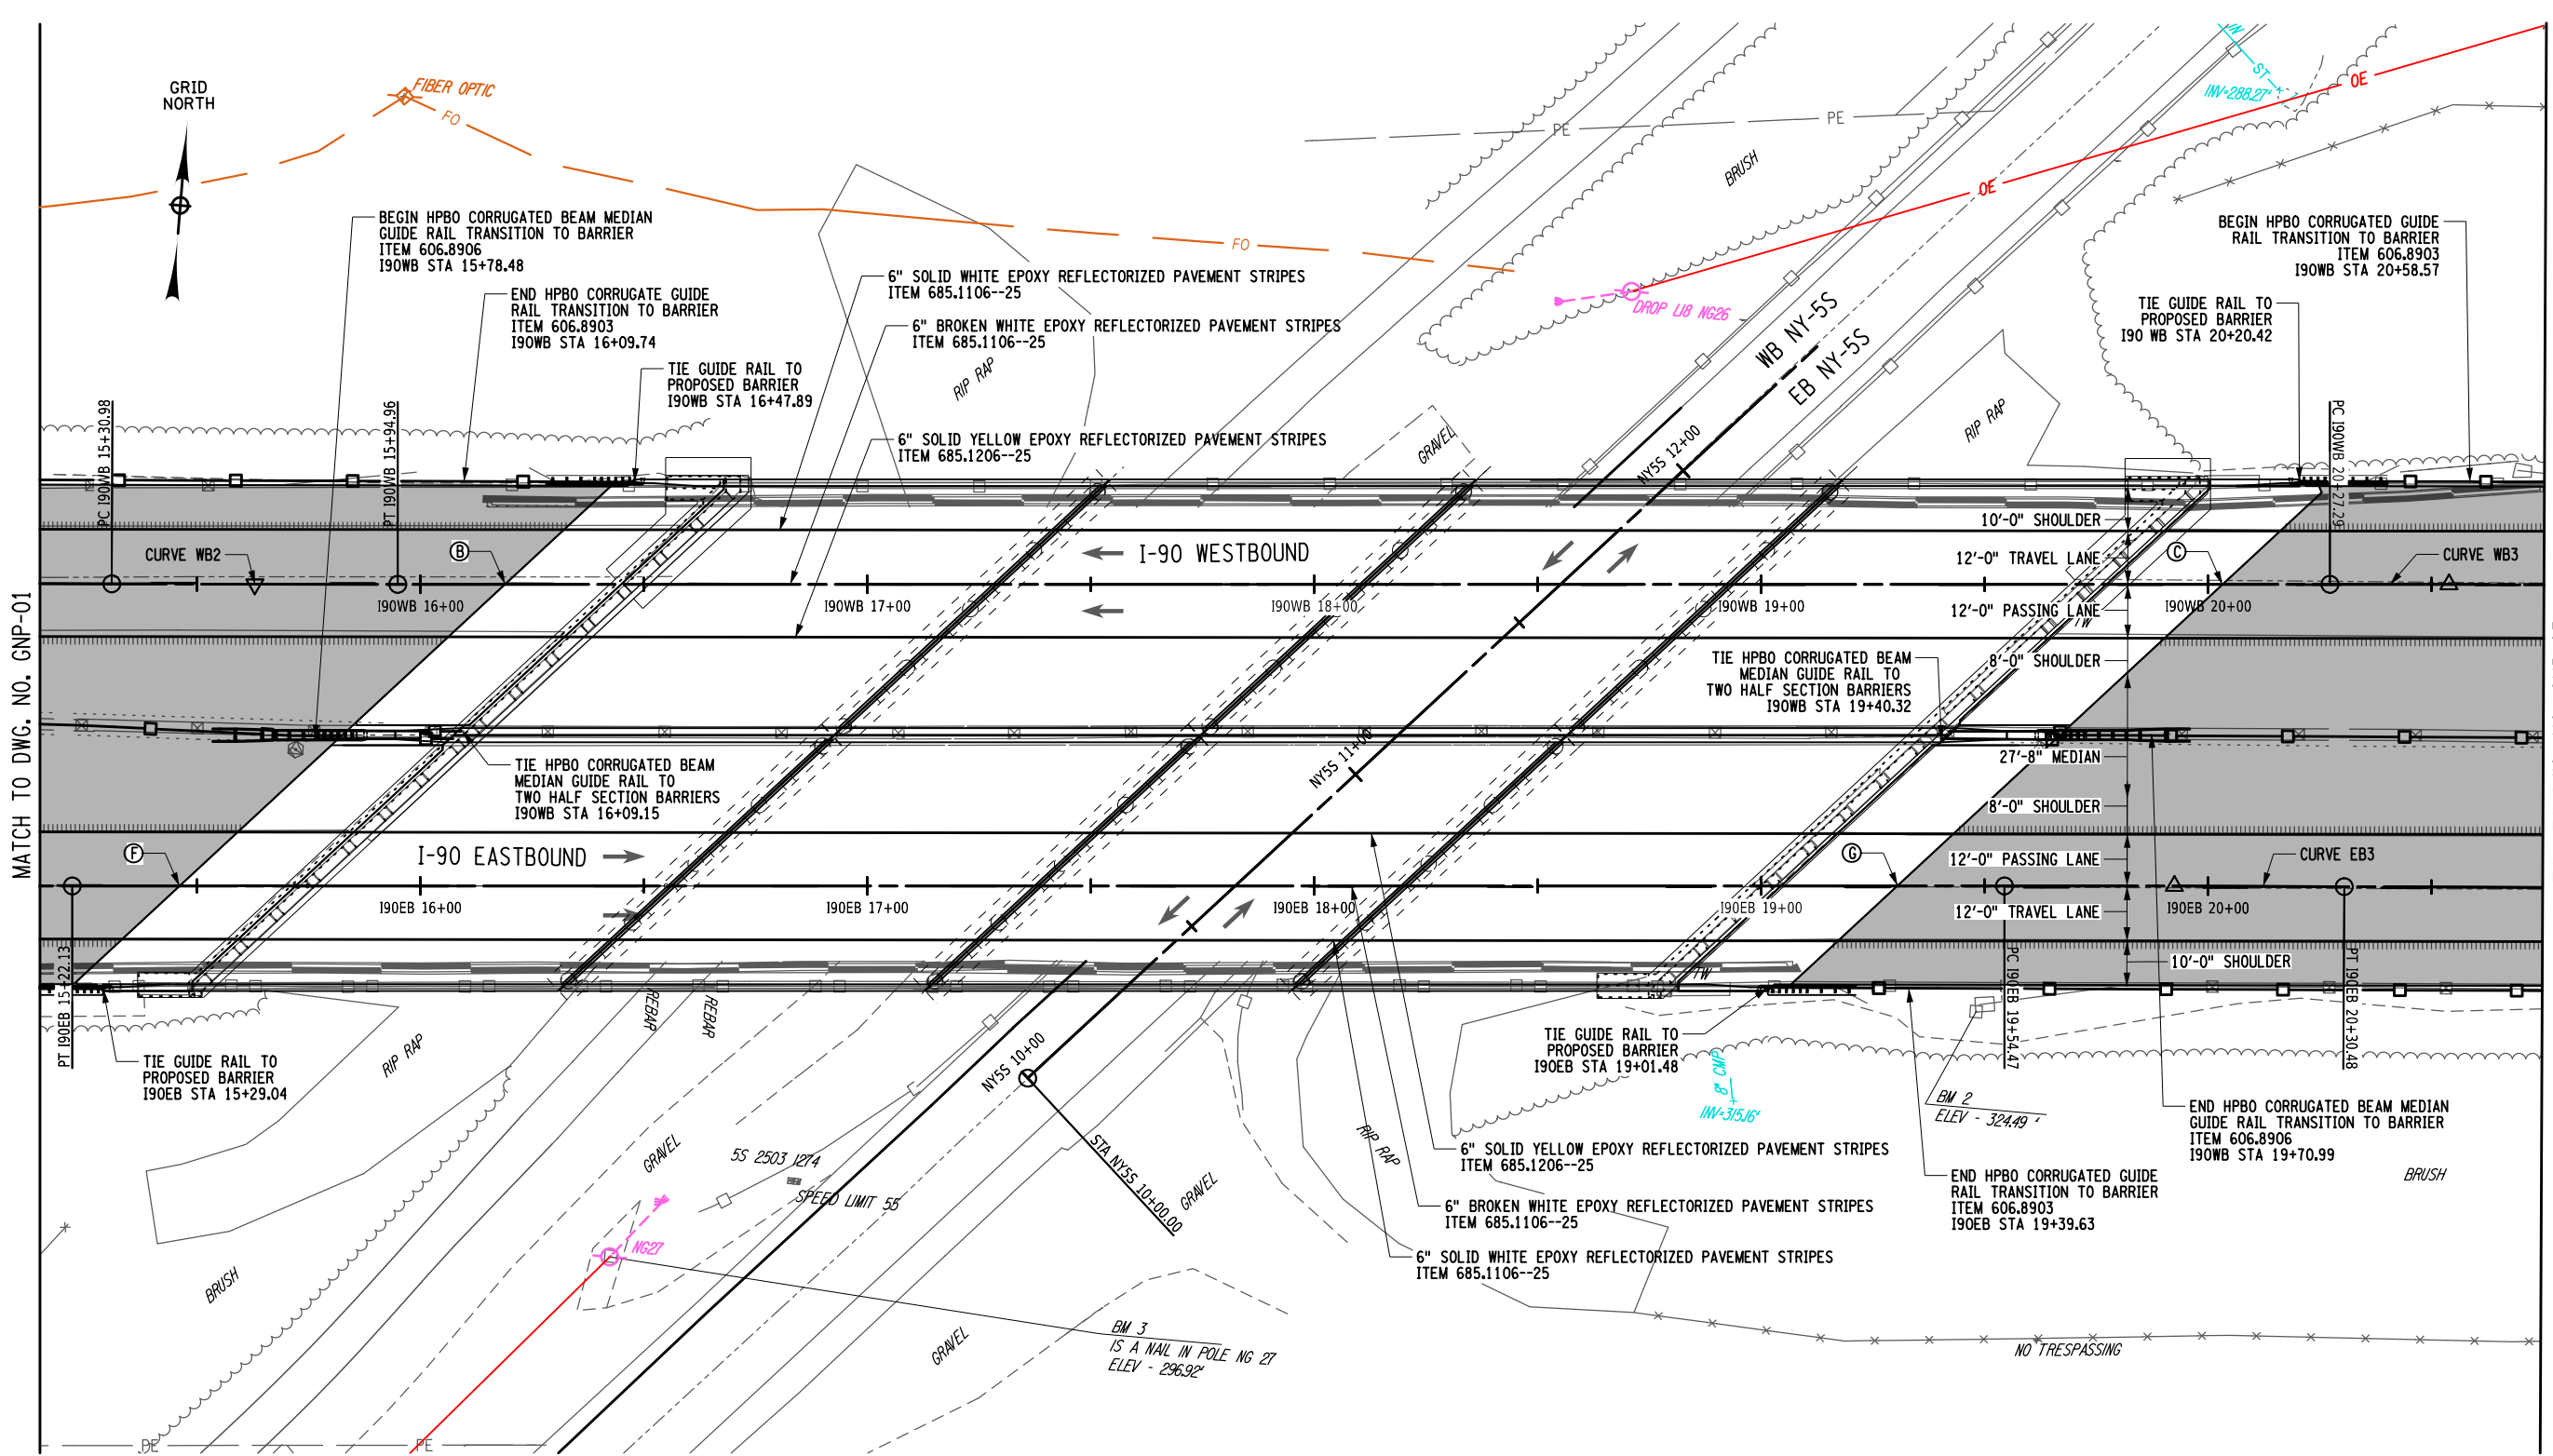 GRID
NORTH
FIBER OPTIC
FO
FO
PE
PE
BRUSH
OE
OE
ST
INV=288.27'
BEGIN HPBO CORRUGATED BEAM MEDIAN
GUIDE RAIL TRANSITION TO BARRIER
ITEM 606.8906
I90WB STA 15+78.48
END HPBO CORRUGATE GUIDE
RAIL TRANSITION TO BARRIER
ITEM 606.8903
I90WB STA 16+09.74
TIE GUIDE RAIL TO
PROPOSED BARRIER
I90WB STA 16+47.89
6" SOLID WHITE EPOXY REFLECTORIZED PAVEMENT STRIPES
ITEM 685.1106--25
6" BROKEN WHITE EPOXY REFLECTORIZED PAVEMENT STRIPES
ITEM 685.1106--25
6" SOLID YELLOW EPOXY REFLECTORIZED PAVEMENT STRIPES
ITEM 685.1206--25
RIP RAP
DROP L18 NG26
WB NY-5S
EB NY-5S
GRAVEL
NY5S 12+00
RIP RAP
BEGIN HPBO CORRUGATED GUIDE
RAIL TRANSITION TO BARRIER
ITEM 606.8903
I90WB STA 20+58.57
TIE GUIDE RAIL TO
PROPOSED BARRIER
I90 WB STA 20+20.42
PC I90WB 15+30.98
PT I90WB 15+94.96
PC I90WB 20+27.29
CURVE WB2
B
I-90 WESTBOUND
10'-0" SHOULDER
12'-0" TRAVEL LANE
C
CURVE WB3
I90WB 16+00
I90WB 17+00
I90WB 18+00
I90WB 19+00
I90WB 20+00
12'-0" PASSING LANE
8'-0" SHOULDER
MATCH TO DWG. NO. GNP-01
TIE HPBO CORRUGATED BEAM
MEDIAN GUIDE RAIL TO
TWO HALF SECTION BARRIERS
I90WB STA 19+40.32
TIE HPBO CORRUGATED BEAM
MEDIAN GUIDE RAIL TO
TWO HALF SECTION BARRIERS
I90WB STA 16+09.15
NY5S 11+00
27'-8" MEDIAN
8'-0" SHOULDER
F
I-90 EASTBOUND
G
12'-0" PASSING LANE
CURVE EB3
I90EB 16+00
I90EB 17+00
I90EB 18+00
I90EB 19+00
I90EB 20+00
12'-0" TRAVEL LANE
10'-0" SHOULDER
PT I90EB 15+22.13
PC I90EB 19+54.47
PT I90EB 20+30.48
REBAR
REBAR
TW
TIE GUIDE RAIL TO
PROPOSED BARRIER
I90EB STA 15+29.04
RIP RAP
NY5S 10+00
STA NY5S 10+00.00
TIE GUIDE RAIL TO
PROPOSED BARRIER
I90EB STA 19+01.48
8" CMP
INV=315.16'
BM 2
ELEV - 324.49 '
END HPBO CORRUGATED BEAM MEDIAN
GUIDE RAIL TRANSITION TO BARRIER
ITEM 606.8906
I90WB STA 19+70.99
END HPBO CORRUGATED GUIDE
RAIL TRANSITION TO BARRIER
ITEM 606.8903
I90EB STA 19+39.63
BRUSH
GRAVEL
5S 2503 1274
SPEED LIMIT 55
GRAVEL
RIP RAP
6" SOLID YELLOW EPOXY REFLECTORIZED PAVEMENT STRIPES
ITEM 685.1206--25
6" BROKEN WHITE EPOXY REFLECTORIZED PAVEMENT STRIPES
ITEM 685.1106--25
6" SOLID WHITE EPOXY REFLECTORIZED PAVEMENT STRIPES
ITEM 685.1106--25
NG27
BRUSH
BM 3
IS A NAIL IN POLE NG 27
ELEV - 296.92'
GRAVEL
NO TRESPASSING
PE
PE